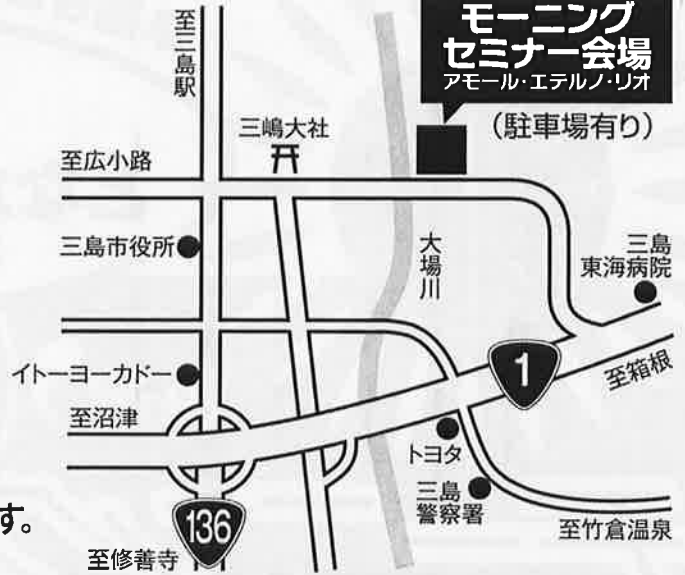 モーニング
セミナー会場
アモール・エテルノ・リオ
(駐車場有り)
至三島駅
三嶋大社
至広小路
三島市役所
大場川
三島
東海病院
イトーヨーカドー
1
至箱根
至沼津
トヨタ
三島
警察署
136
す。
至竹倉温泉
至修善寺